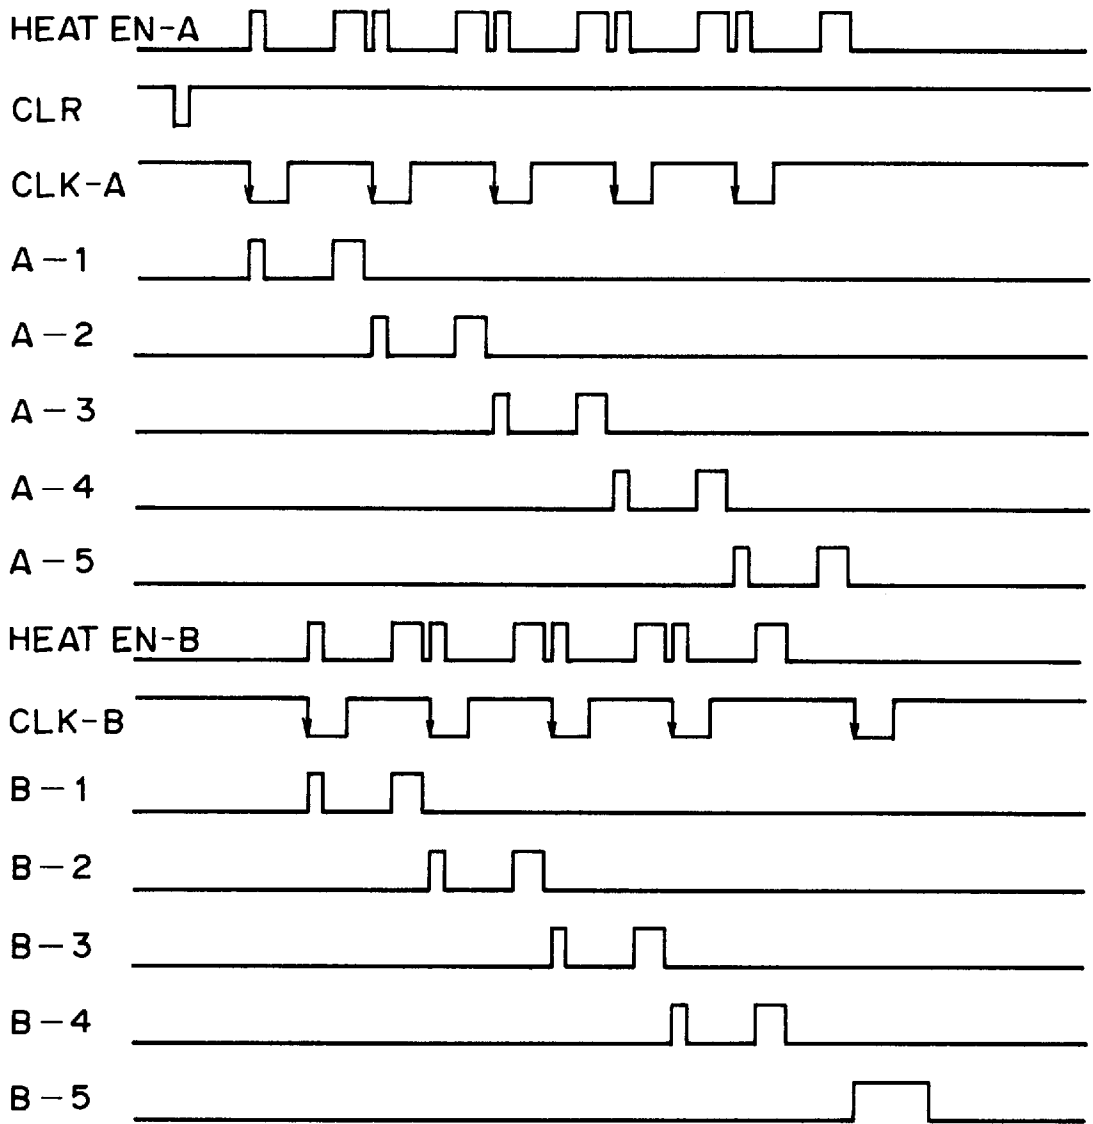 HEAT EN-A
CLR
CLK-A
A-1
A-2
A-3
A-4
A-5
HEAT EN-B
CLK-B
B-1
B-2
B-3
B-4
B-5